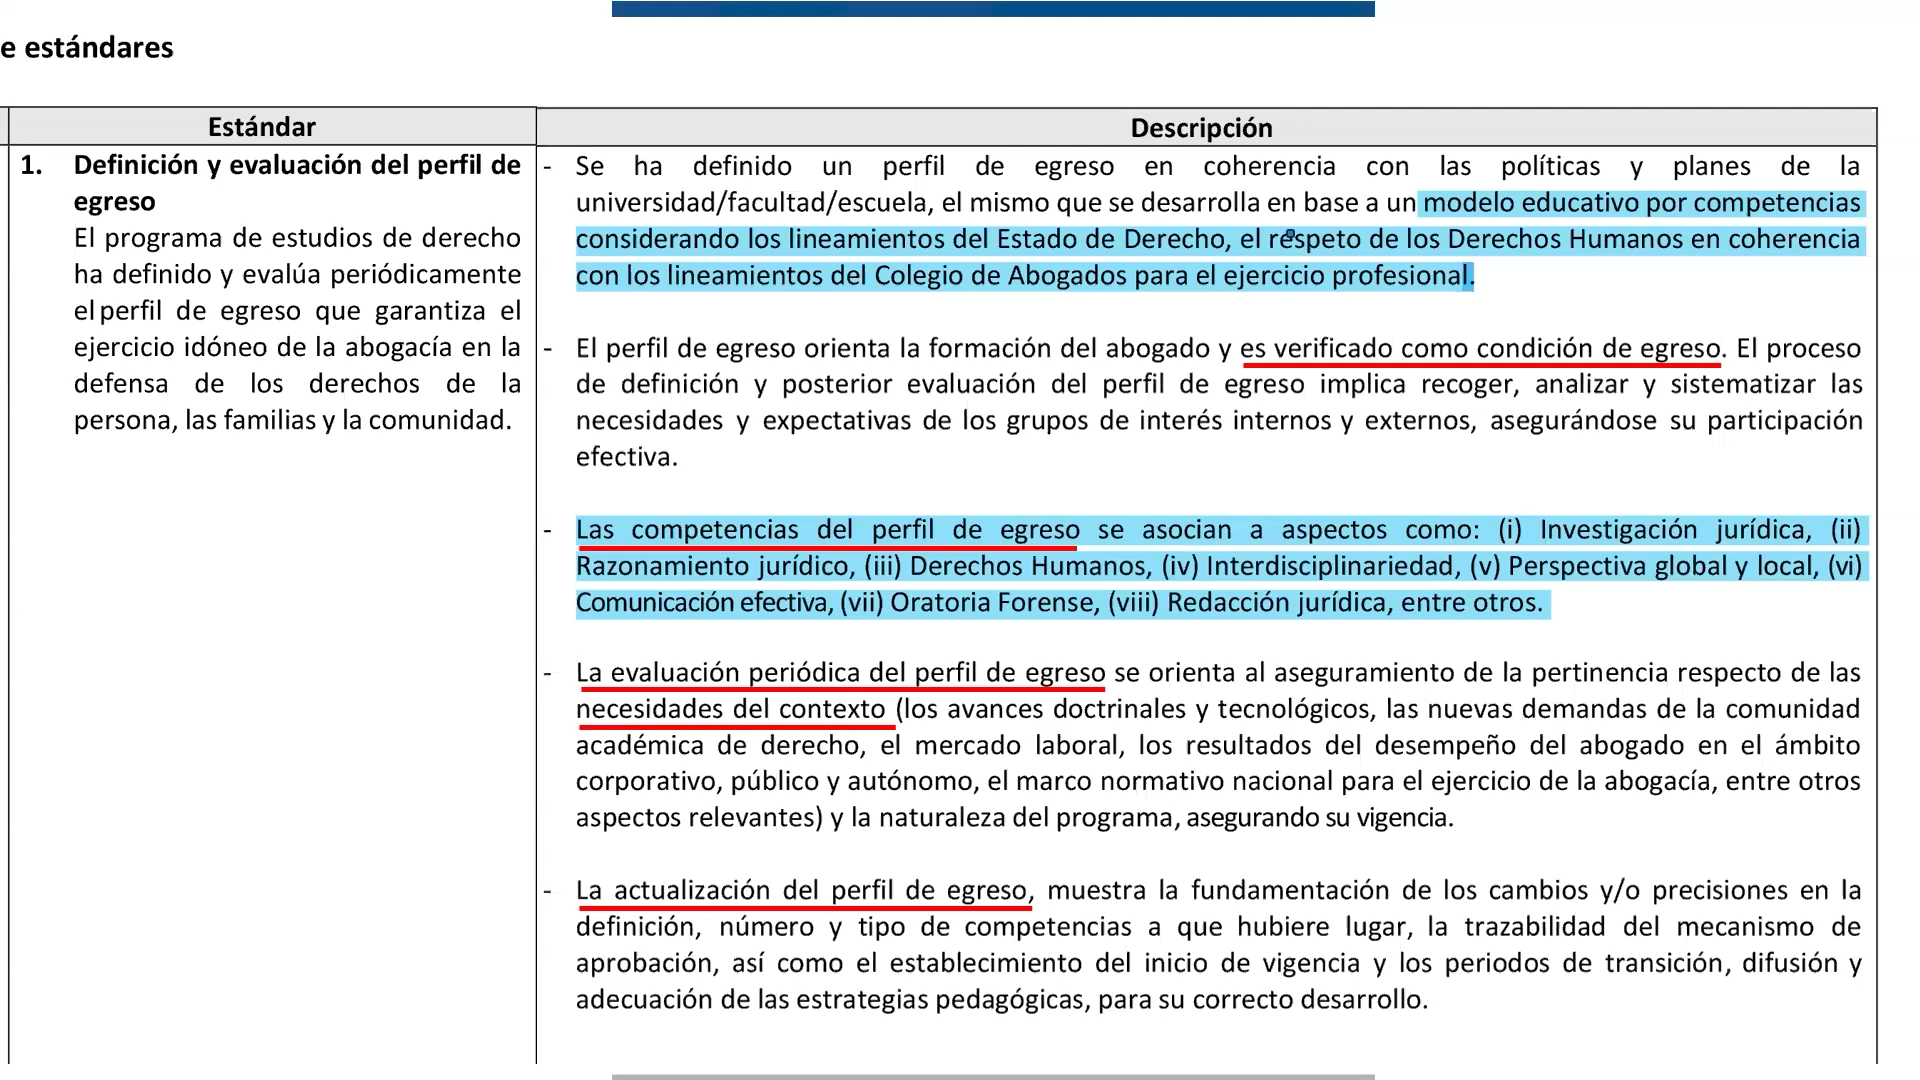 e estándares
Estándar
Descripción
1. Definición y evaluación del perfil de
egreso
El programa de estudios de derecho
ha definido y evalúa periódicamente
el perfil de egreso que garantiza el
ejercicio idóneo de la abogacía en la
defensa de los derechos de la
persona, las familias y la comunidad.
- Se ha definido un perfil de egreso en coherencia con las políticas y planes de la
universidad/facultad/escuela, el mismo que se desarrolla en base a un modelo educativo por competencias
considerando los lineamientos del Estado de Derecho, el respeto de los Derechos Humanos en coherencia
con los lineamientos del Colegio de Abogados para el ejercicio profesional.
- El perfil de egreso orienta la formación del abogado y es verificado como condición de egreso. El proceso
de definición y posterior evaluación del perfil de egreso implica recoger, analizar y sistematizar las
necesidades y expectativas de los grupos de interés internos y externos, asegurándose su participación
efectiva.
- Las competencias del perfil de egreso se asocian a aspectos como: (i) Investigación jurídica, (ii)
Razonamiento jurídico, (iii) Derechos Humanos, (iv) Interdisciplinariedad, (v) Perspectiva global y local, (vi)
Comunicación efectiva, (vii) Oratoria Forense, (viii) Redacción jurídica, entre otros.
- La evaluación periódica del perfil de egreso se orienta al aseguramiento de la pertinencia respecto de las
necesidades del contexto (los avances doctrinales y tecnológicos, las nuevas demandas de la comunidad
académica de derecho, el mercado laboral, los resultados del desempeño del abogado en el ámbito
corporativo, público y autónomo, el marco normativo nacional para el ejercicio de la abogacía, entre otros
aspectos relevantes) y la naturaleza del programa, asegurando su vigencia.
- La actualización del perfil de egreso, muestra la fundamentación de los cambios y/o precisiones en la
definición, número y tipo de competencias a que hubiere lugar, la trazabilidad del mecanismo de
aprobación, así como el establecimiento del inicio de vigencia y los periodos de transición, difusión y
adecuación de las estrategias pedagógicas, para su correcto desarrollo.